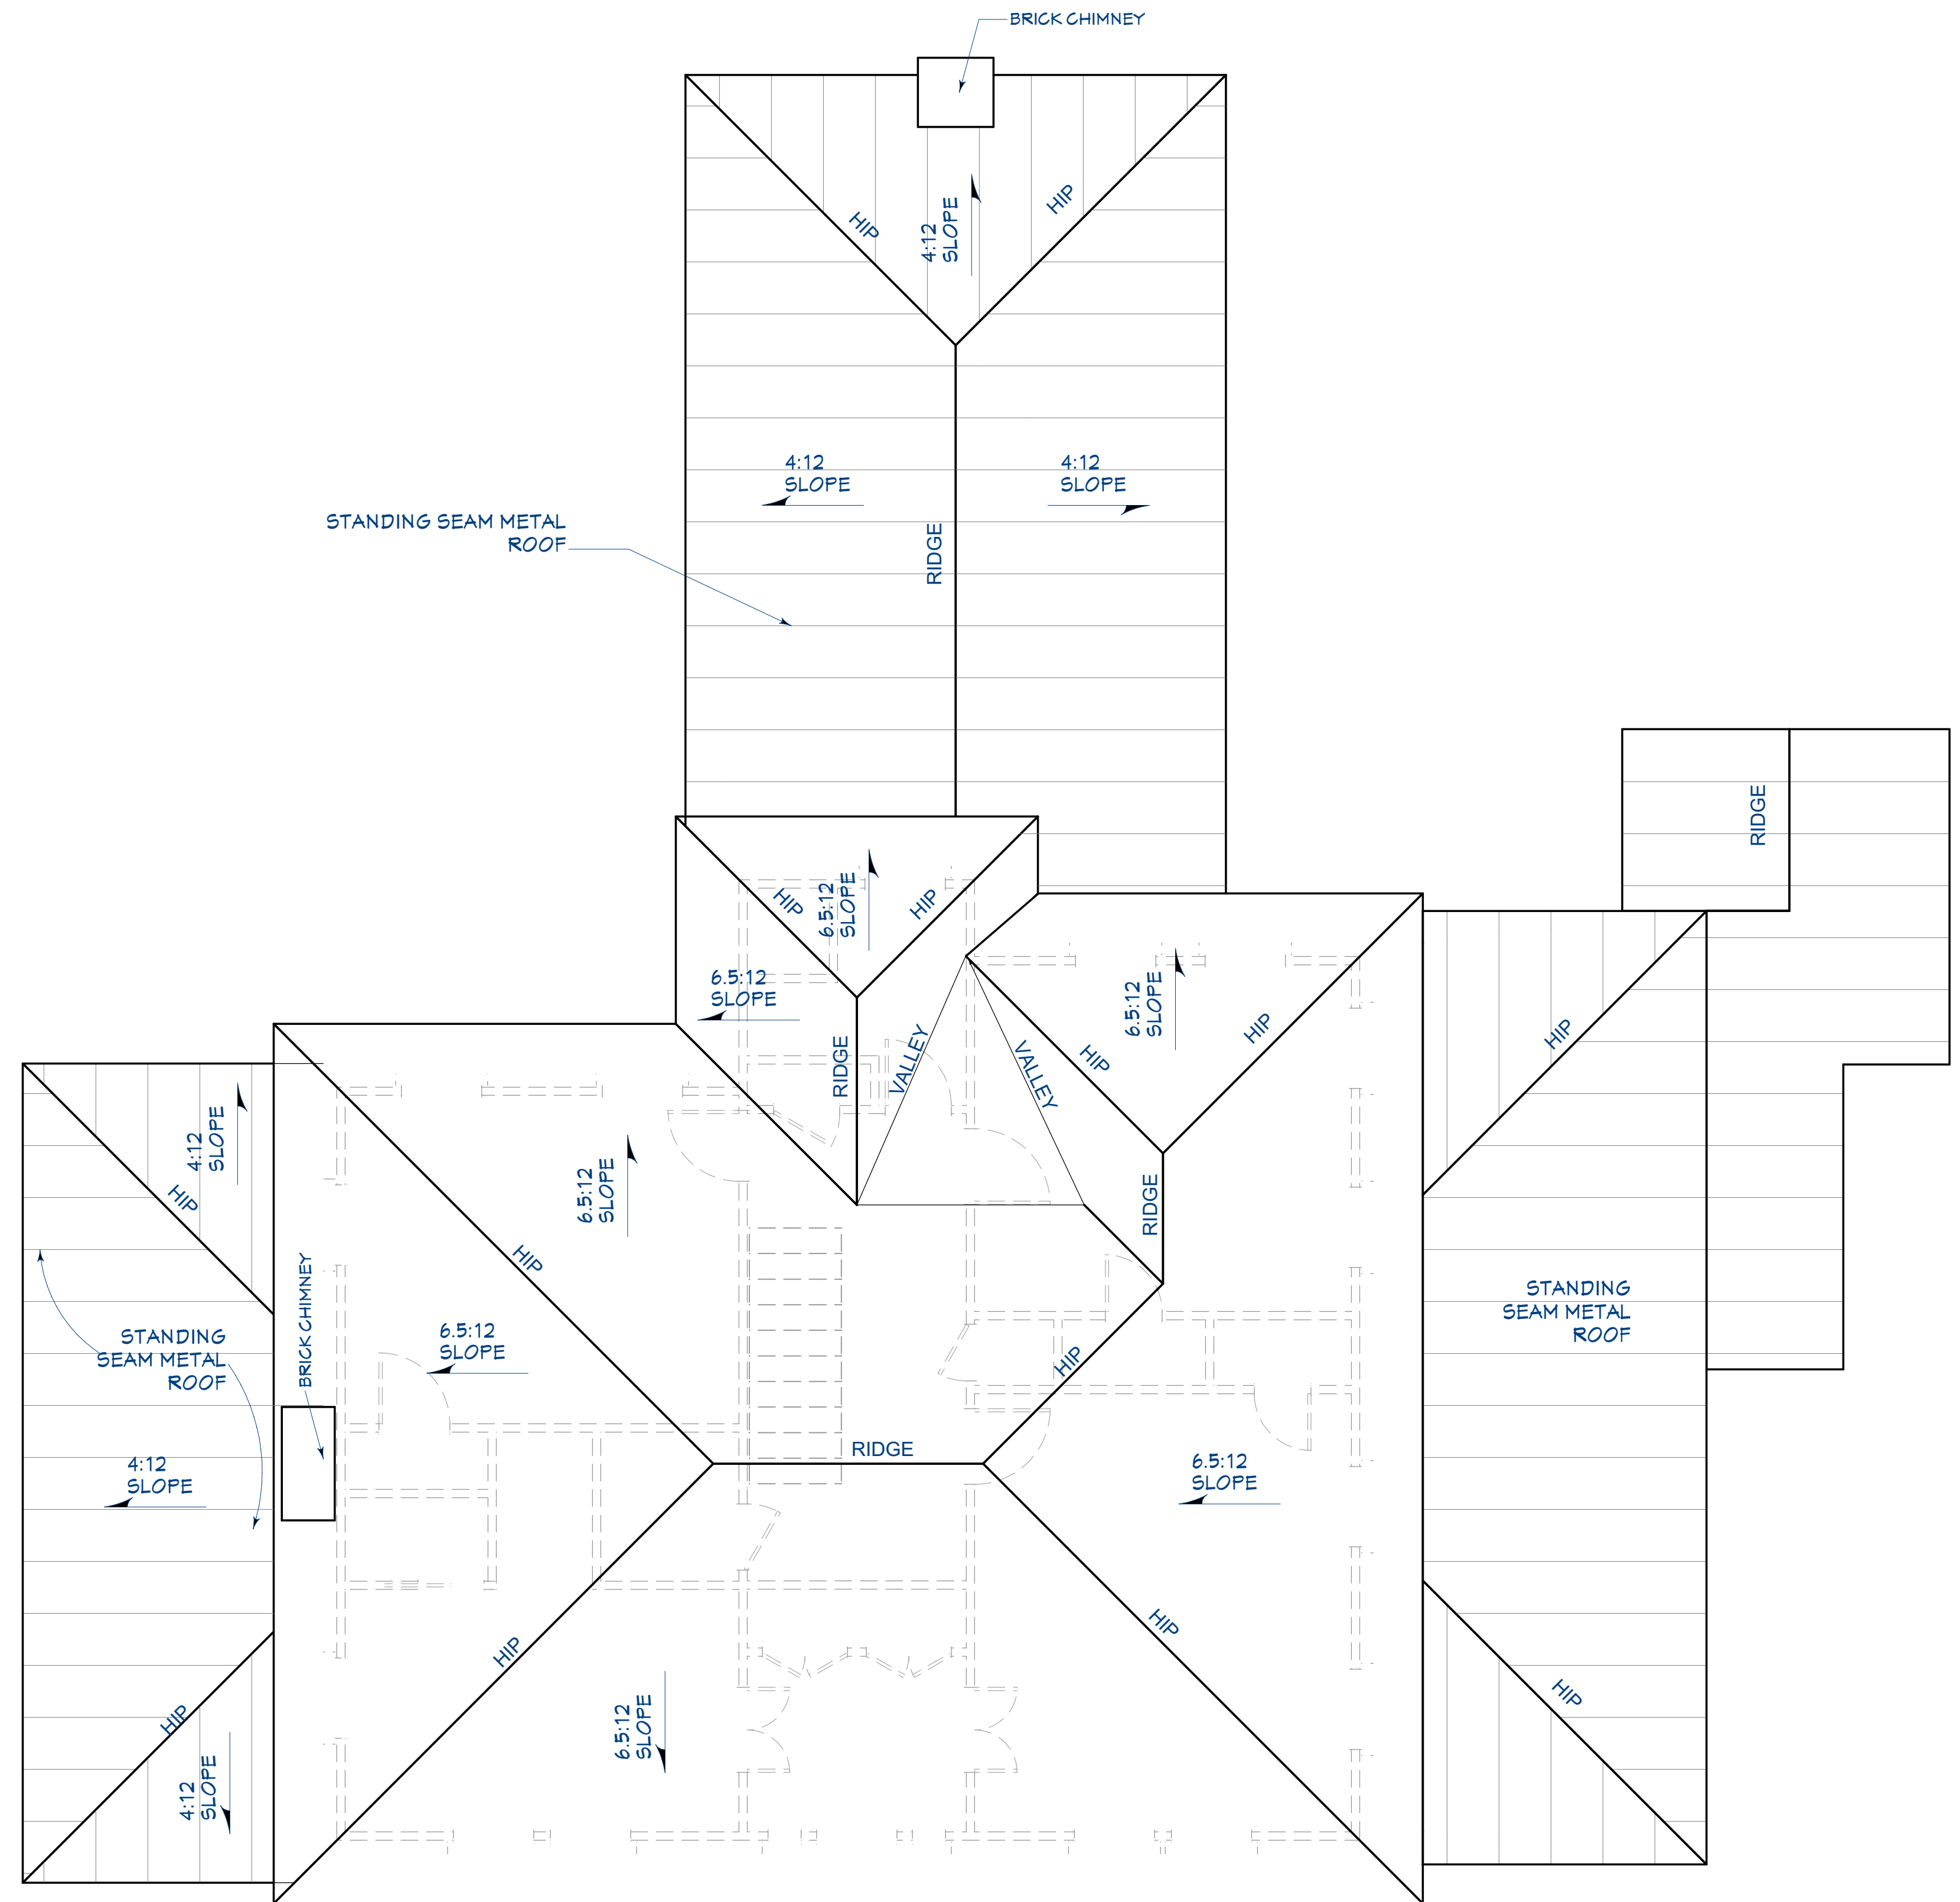 BRICK CHIMNEY
HIP
HIP
4:12
SLOPE
4:12
SLOPE
4:12
SLOPE
STANDING SEAM METAL
ROOF
RIDGE
RIDGE
HIP
6.5:12
SLOPE
HIP
6.5:12
SLOPE
RIDGE
VALLEY
VALLEY
HIP
6.5:12
SLOPE
HIP
HIP
4:12
SLOPE
HIP
6.5:12
SLOPE
RIDGE
HIP
BRICK CHIMNEY
STANDING
SEAM METAL
ROOF
6.5:12
SLOPE
HIP
STANDING
SEAM METAL
ROOF
4:12
SLOPE
RIDGE
6.5:12
SLOPE
HIP
HIP
HIP
HIP
4:12
SLOPE
6.5:12
SLOPE